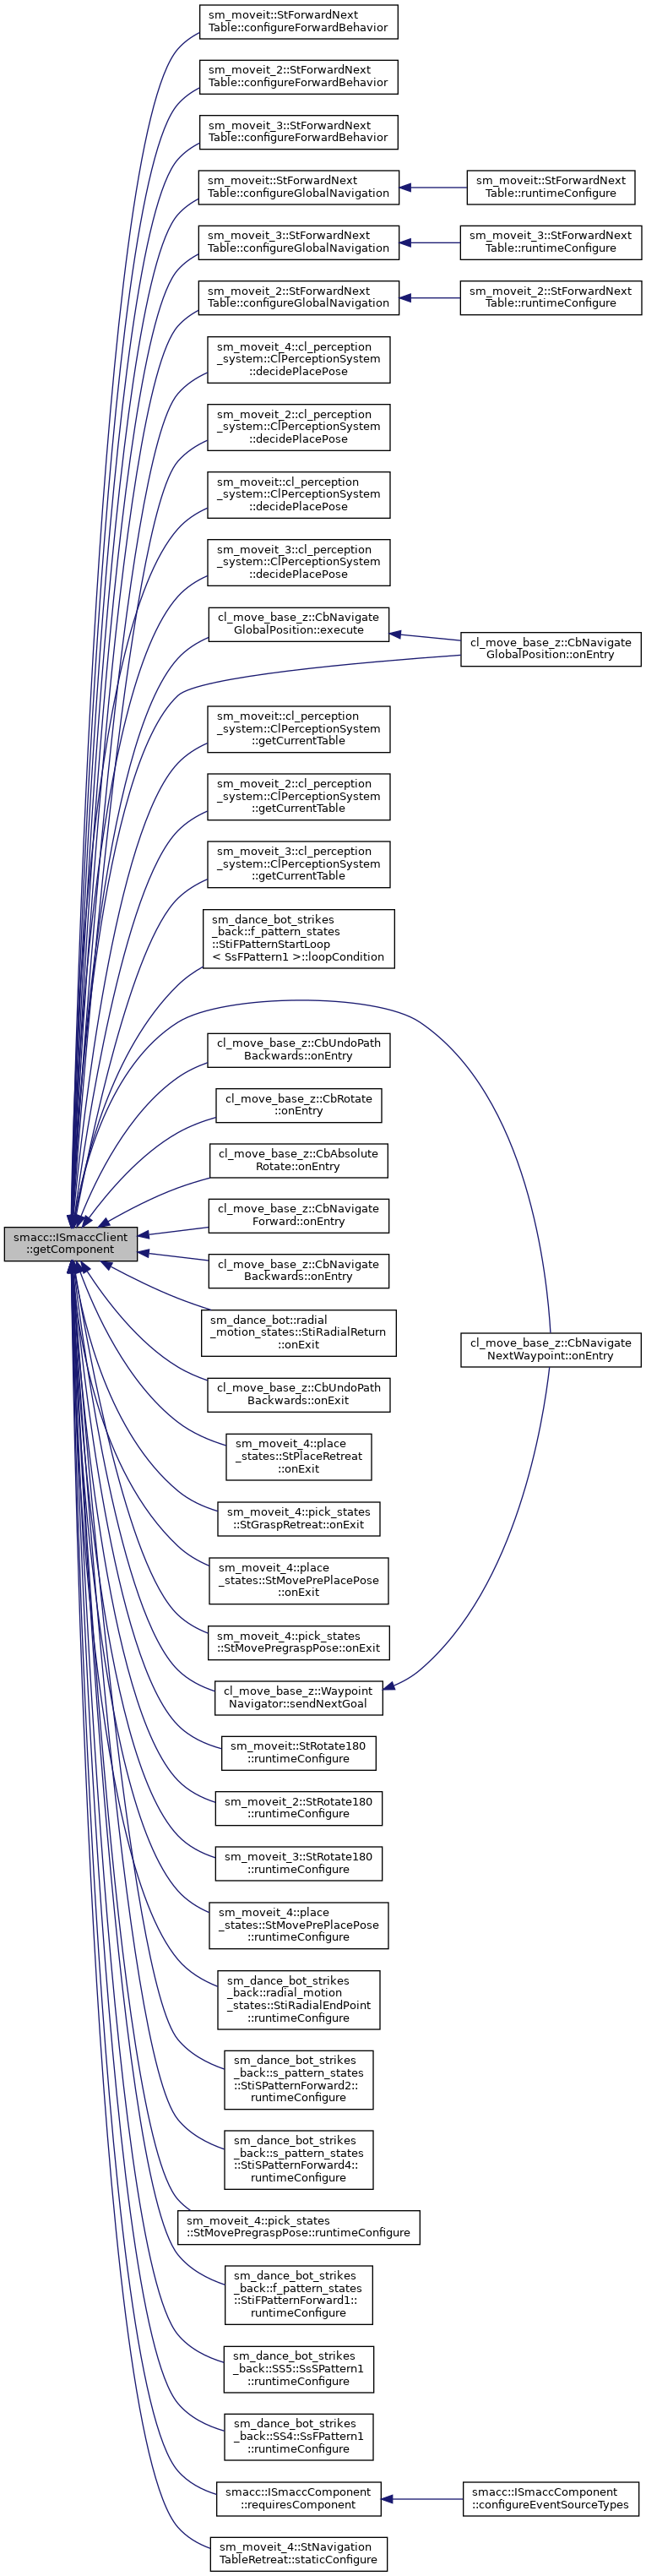 sm_moveit::StForwardNext
Table::configureForwardBehavior
sm_moveit_2::StForwardNext
Table::configureForwardBehavior
sm_moveit_3::StForwardNext
Table::configureForwardBehavior
sm_moveit::StForwardNext
Table::configureGlobalNavigation
sm_moveit::StForwardNext
Table::runtimeConfigure
sm_moveit_3::StForwardNext
Table::configureGlobalNavigation
sm_moveit_3::StForwardNext
Table::runtimeConfigure
sm_moveit_2::StForwardNext
Table::configureGlobalNavigation
sm_moveit_2::StForwardNext
Table::runtimeConfigure
sm_moveit_4::cl_perception
_system::ClPerceptionSystem
::decidePlacePose
sm_moveit_2::cl_perception
_system::ClPerceptionSystem
::decidePlacePose
sm_moveit::cl_perception
_system::ClPerceptionSystem
::decidePlacePose
sm_moveit_3::cl_perception
_system::ClPerceptionSystem
::decidePlacePose
cl_move_base_z::CbNavigate
GlobalPosition::execute
cl_move_base_z::CbNavigate
GlobalPosition::onEntry
sm_moveit::cl_perception
_system::ClPerceptionSystem
::getCurrentTable
sm_moveit_2::cl_perception
_system::ClPerceptionSystem
::getCurrentTable
sm_moveit_3::cl_perception
_system::ClPerceptionSystem
::getCurrentTable
sm_dance_bot_strikes
_back::f_pattern_states
::StiFPatternStartLoop
< SsFPattern1 >::loopCondition
cl_move_base_z::CbUndoPath
Backwards::onEntry
cl_move_base_z::CbRotate
::onEntry
cl_move_base_z::CbAbsolute
Rotate::onEntry
cl_move_base_z::CbNavigate
Forward::onEntry
smacc::ISmaccClient
::getComponent
cl_move_base_z::CbNavigate
Backwards::onEntry
sm_dance_bot::radial
_motion_states::StiRadialReturn
::onExit
cl_move_base_z::CbNavigate
NextWaypoint::onEntry
cl_move_base_z::CbUndoPath
Backwards::onExit
sm_moveit_4::place
_states::StPlaceRetreat
::onExit
sm_moveit_4::pick_states
::StGraspRetreat::onExit
sm_moveit_4::place
_states::StMovePrePlacePose
::onExit
sm_moveit_4::pick_states
::StMovePregraspPose::onExit
cl_move_base_z::Waypoint
Navigator::sendNextGoal
sm_moveit::StRotate180
::runtimeConfigure
sm_moveit_2::StRotate180
::runtimeConfigure
sm_moveit_3::StRotate180
::runtimeConfigure
sm_moveit_4::place
_states::StMovePrePlacePose
::runtimeConfigure
sm_dance_bot_strikes
_back::radial_motion
_states::StiRadialEndPoint
::runtimeConfigure
sm_dance_bot_strikes
_back::s_pattern_states
::StiSPatternForward2::
runtimeConfigure
sm_dance_bot_strikes
_back::s_pattern_states
::StiSPatternForward4::
runtimeConfigure
sm_moveit_4::pick_states
::StMovePregraspPose::runtimeConfigure
sm_dance_bot_strikes
_back::f_pattern_states
::StiFPatternForward1::
runtimeConfigure
sm_dance_bot_strikes
_back::SS5::SsSPattern1
::runtimeConfigure
sm_dance_bot_strikes
_back::SS4::SsFPattern1
::runtimeConfigure
smacc::ISmaccComponent
::requiresComponent
smacc::ISmaccComponent
::configureEventSourceTypes
sm_moveit_4::StNavigation
TableRetreat::staticConfigure